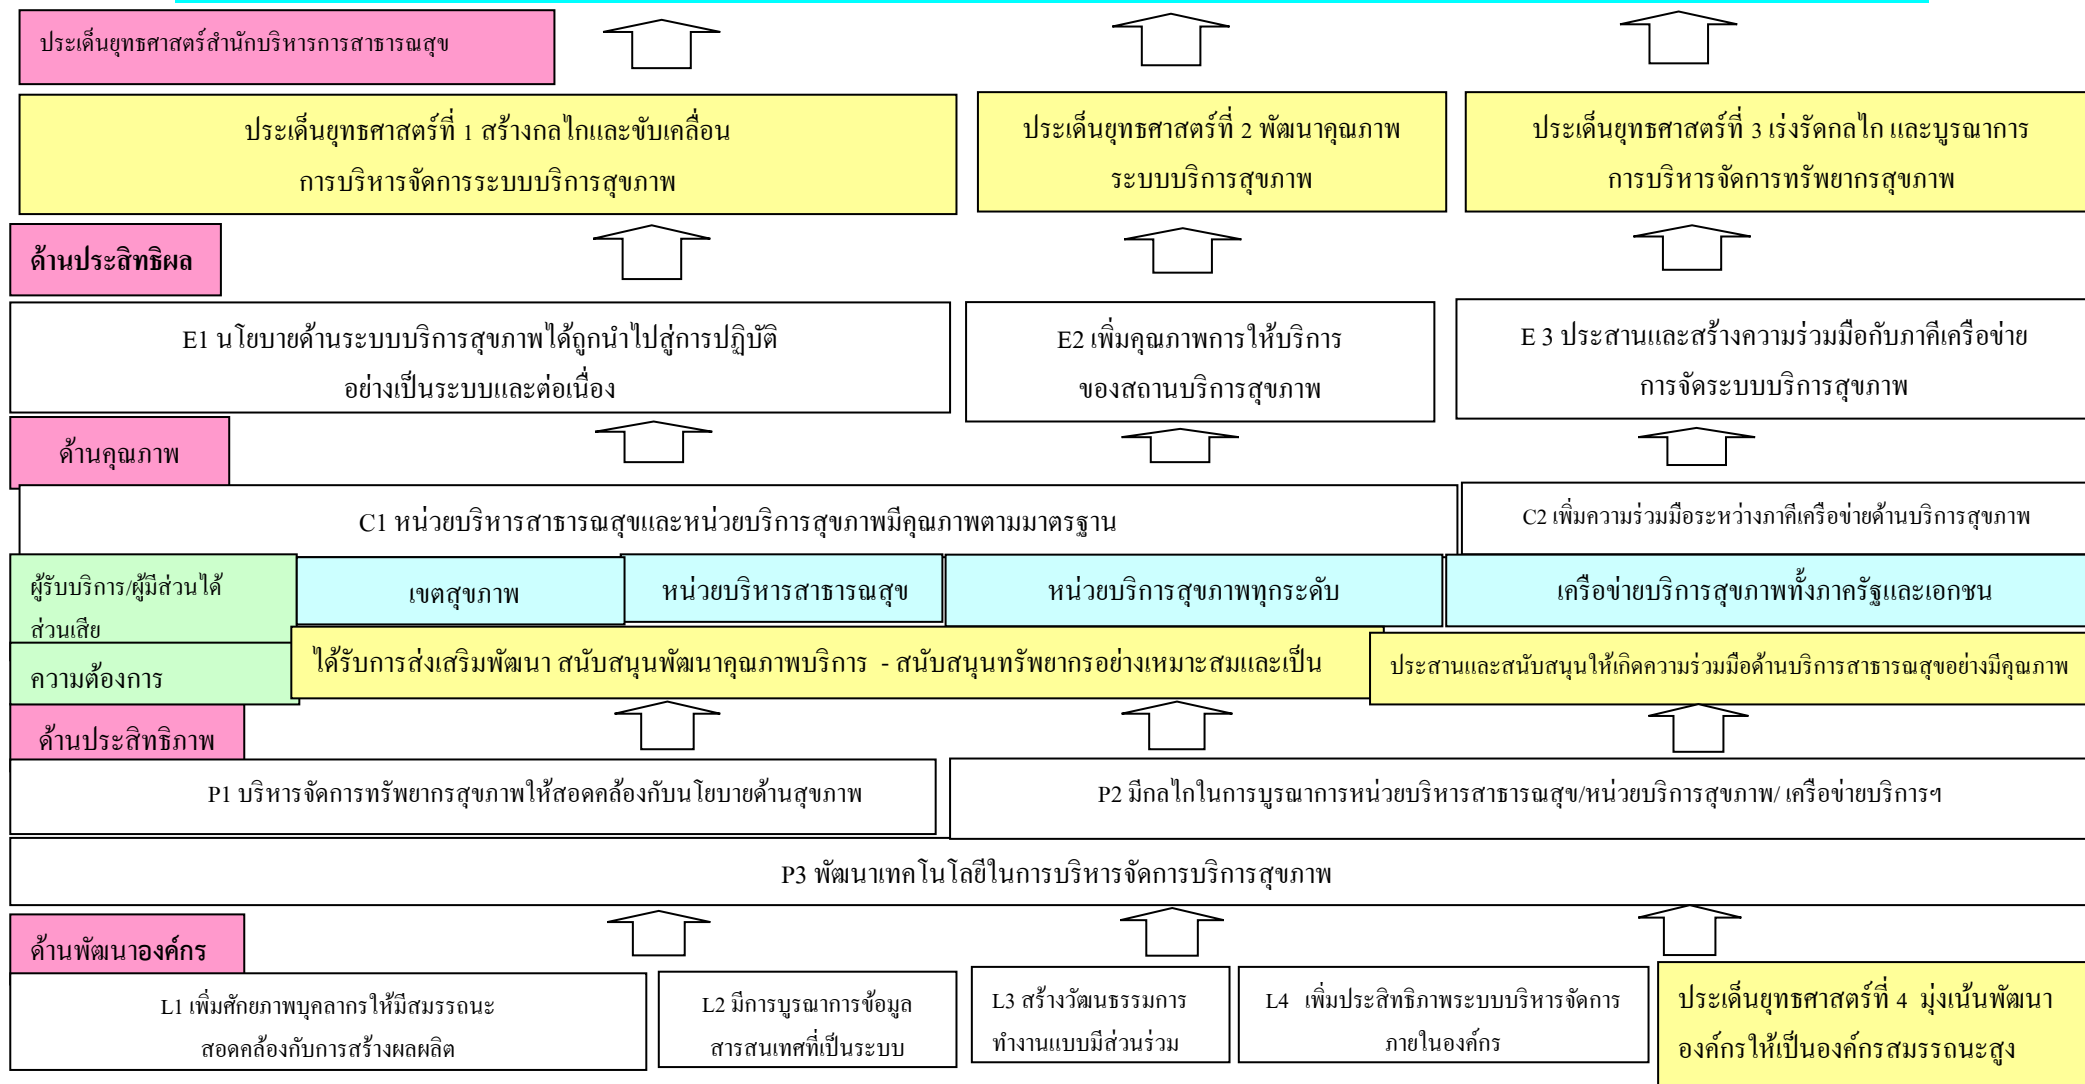 ประเด็นยุทธศาสตร์สำนักบริหารการสาธารณสุข
ประเด็นยุทธศาสตร์ที่ 1 สร้างกลไกและขับเคลื่อน
การบริหารจัดการระบบบริการสุขภาพ
ประเด็นยุทธศาสตร์ที่ 2 พัฒนาคุณภาพ
ระบบบริการสุขภาพ
ประเด็นยุทธศาสตร์ที่ 3 เร่งรัดกลไก และบูรณาการ
การบริหารจัดการทรัพยากรสุขภาพ
ด้านประสิทธิผล
E1 นโยบายด้านระบบบริการสุขภาพได้ถูกนำไปสู่การปฏิบัติ
อย่างเป็นระบบและต่อเนื่อง
E2 เพิ่มคุณภาพการให้บริการ
ของสถานบริการสุขภาพ
E 3 ประสานและสร้างความร่วมมือกับภาคีเครือข่าย
การจัดระบบบริการสุขภาพ
ด้านคุณภาพ
C1 หน่วยบริหารสาธารณสุขและหน่วยบริการสุขภาพมีคุณภาพตามมาตรฐาน
C2 เพิ่มความร่วมมือระหว่างภาคีเครือข่ายด้านบริการสุขภาพ
ผู้รับบริการ/ผู้มีส่วนได้
ส่วนเสีย
เขตสุขภาพ
หน่วยบริหารสาธารณสุข
หน่วยบริการสุขภาพทุกระดับ
เครือข่ายบริการสุขภาพทั้งภาครัฐและเอกชน
ความต้องการ
ได้รับการส่งเสริมพัฒนา สนับสนุนพัฒนาคุณภาพบริการ - สนับสนุนทรัพยากรอย่างเหมาะสมและเป็น
ประสานและสนับสนุนให้เกิดความร่วมมือด้านบริการสาธารณสุขอย่างมีคุณภาพ
ด้านประสิทธิภาพ
P1 บริหารจัดการทรัพยากรสุขภาพให้สอดคล้องกับนโยบายด้านสุขภาพ
P2 มีกลไกในการบูรณาการหน่วยบริหารสาธารณสุข/หน่วยบริการสุขภาพ/ เครือข่ายบริการฯ
P3 พัฒนาเทคโนโลยีในการบริหารจัดการบริการสุขภาพ
ด้านพัฒนาองค์กร
L1 เพิ่มศักยภาพบุคลากรให้มีสมรรถนะ
สอดคล้องกับการสร้างผลผลิต
L2 มีการบูรณาการข้อมูล
สารสนเทศที่เป็นระบบ
L3 สร้างวัฒนธรรมการ
ทำงานแบบมีส่วนร่วม
L4 เพิ่มประสิทธิภาพระบบบริหารจัดการ
ภายในองค์กร
ประเด็นยุทธศาสตร์ที่ 4 มุ่งเน้นพัฒนา
องค์กรให้เป็นองค์กรสมรรถนะสูง